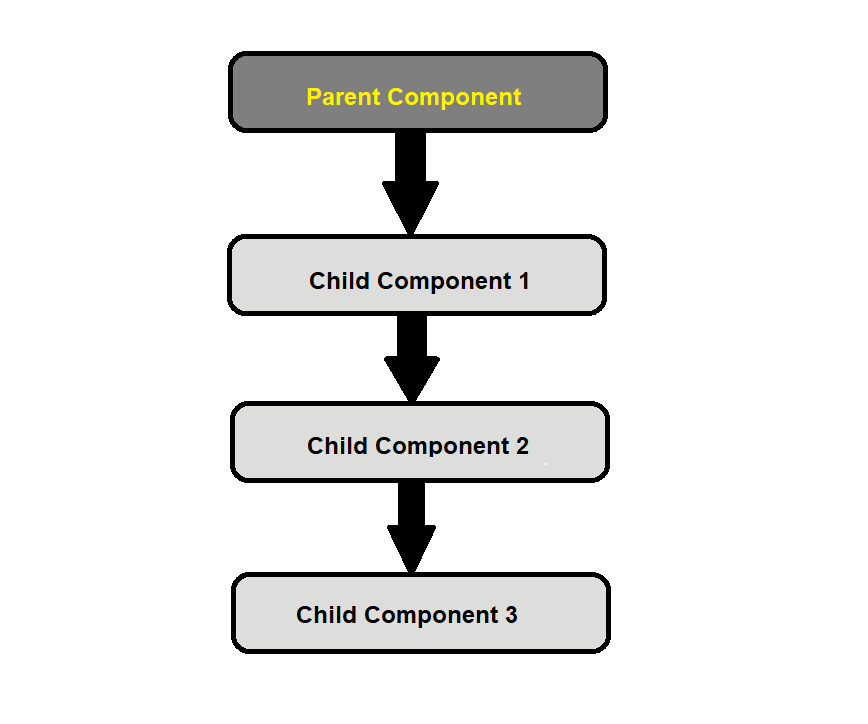 Parent Component
Child Component 1
Child Component 2
Child Component 3